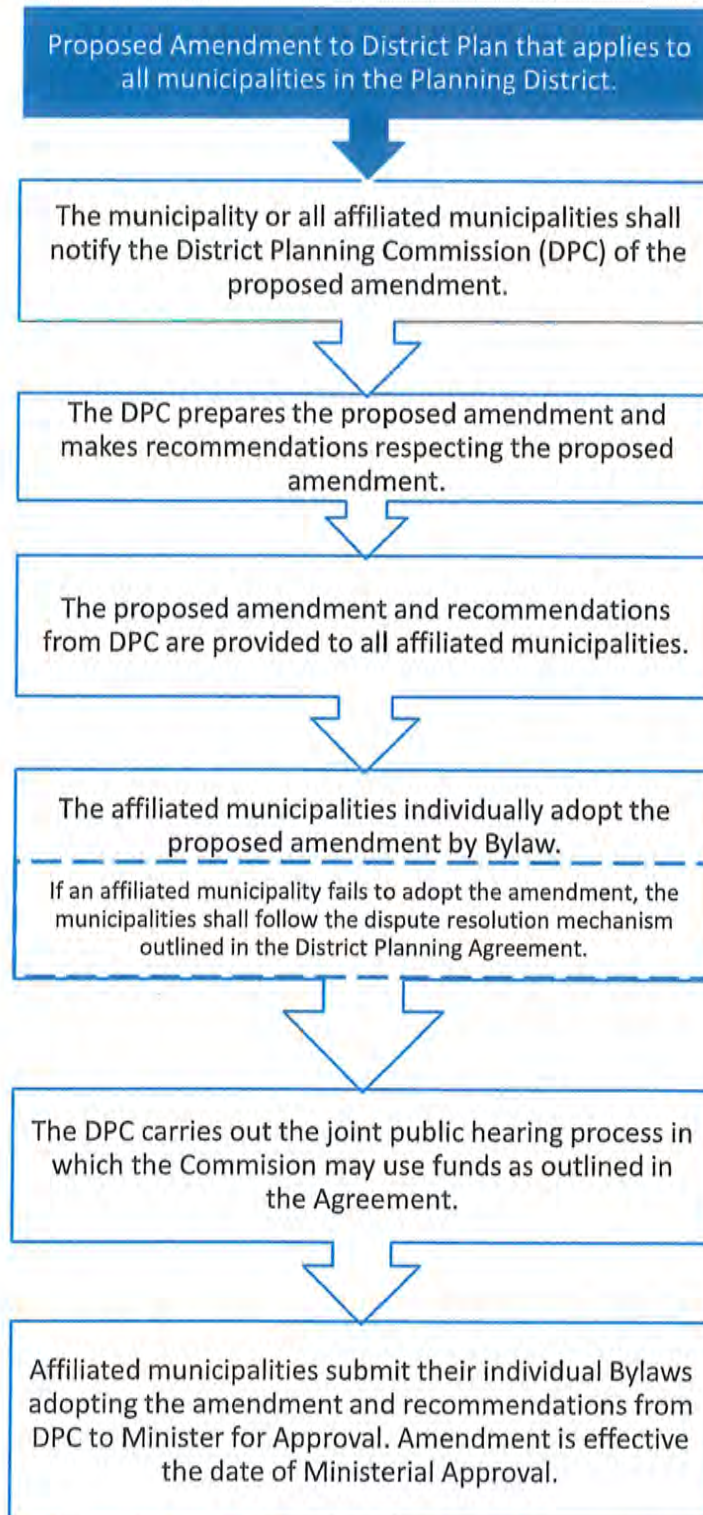 Proposed Amendment to District Plan that applies to
all municipalities in the Planning District.
The municipality or all affiliated municipalities shall
notify the District Planning Commission (DPC) of the
proposed amendment.
The DPC prepares the proposed amendment and
makes recommendations respecting the proposed
amendment.
The proposed amendment and recommendations
from DPC are provided to all affiliated municipalities.
The affiliated municipalities individually adopt the
proposed amendment by Bylaw.
If an affiliated municipality fails to adopt the amendment, the
municipalities shall follow the dispute resolution mechanism
outlined in the District Planning Agreement.
The DPC carries out the joint public hearing process in
which the Commision may use funds as outlined in
the Agreement.
Affiliated municipalities submit their individual Bylaws
adopting the amendment and recommendations from
DPC to Minister for Approval. Amendment is effective
the date of Ministerial Approval.